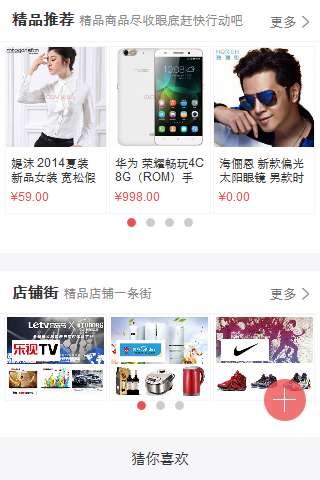 精品推荐 精品商品尽收眼底赶快行动吧 更多
媞沫 2014夏装 新品女装 宽松假
¥59.00
华为 荣耀畅玩4C 8G（ROM）手
¥998.00
海俪恩 新款偏光 太阳眼镜 男款时
¥0.00
店铺街 精品店铺一条街 更多
Letv
乐视TV
猜你喜欢